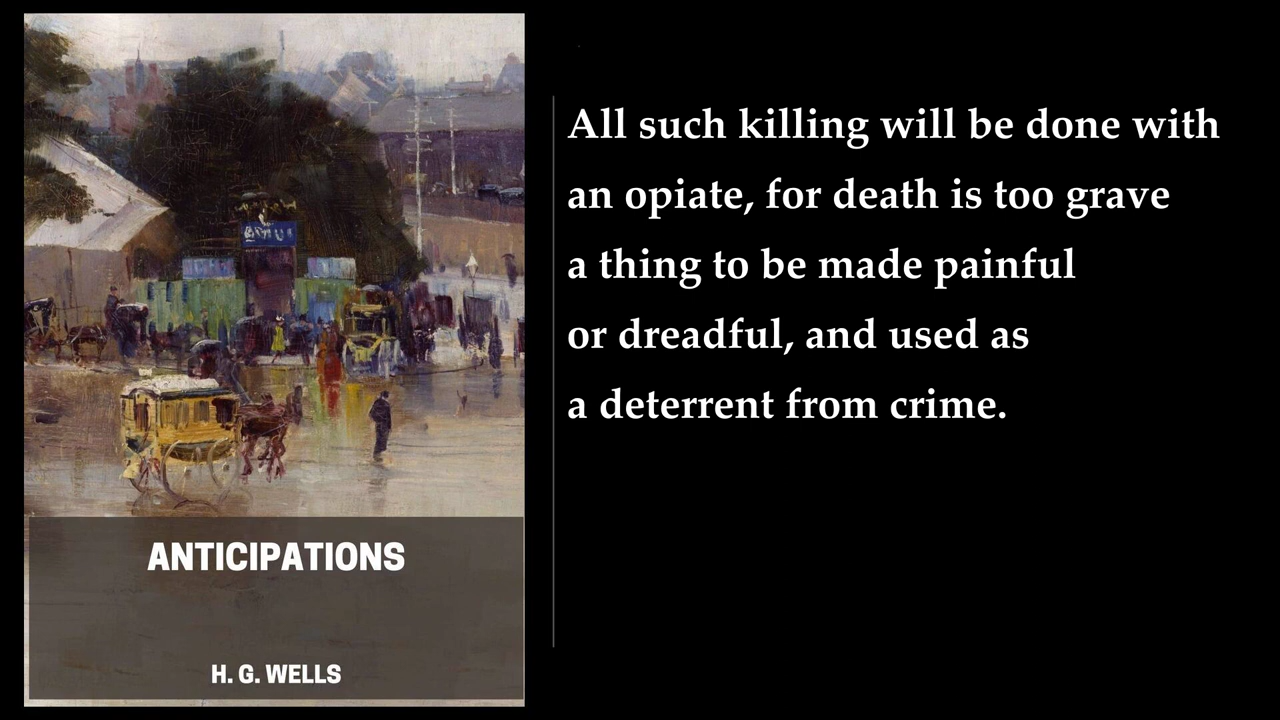 ANTICIPATIONS
H. G. WELLS
All such killing will be done with
an opiate, for death is too grave
a thing to be made painful
or dreadful, and used as
a deterrent from crime.